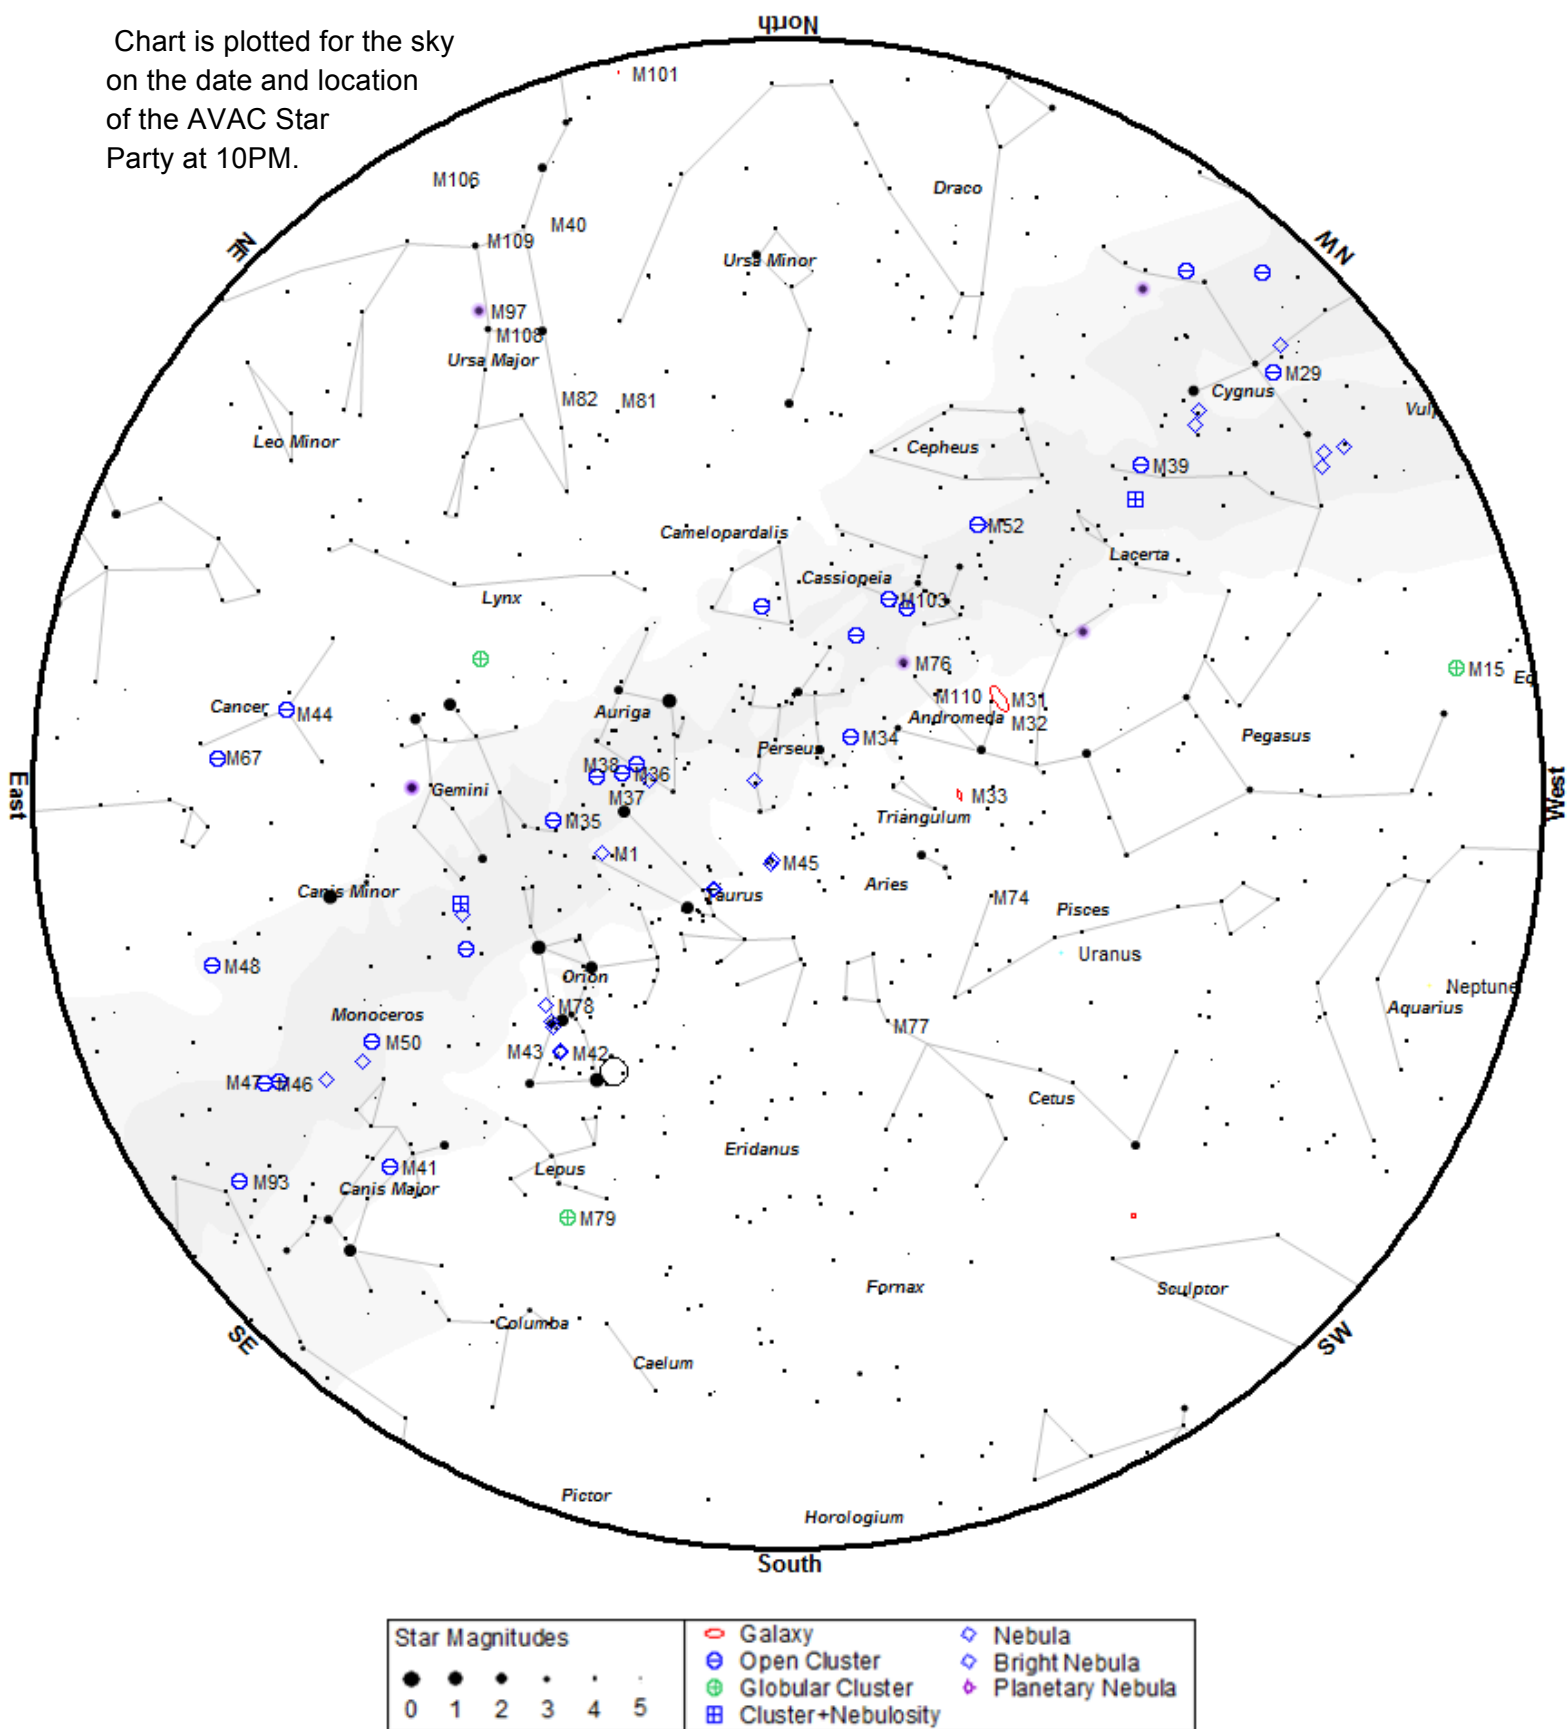 North
Chart is plotted for the sky
on the date and location
of the AVAC Star
Party at 10PM.
M101
M106
Draco
M40
NE
M109
NW
Ursa Minor
M97
M108
Ursa Major
M29
Cygnus
M82
M81
Vulp
Leo Minor
Cepheus
M39
M52
Camelopardalis
Lacerta
Cassiopeia
Lynx
M103
M76
M15
Eq
M110
M31
Cancer
M44
Auriga
Andromeda
M32
M34
Pegasus
Perseus
M67
M38
M36
East
Gemini
M37
M33
West
Triangulum
M35
M1
M45
Aries
Canis Minor
Taurus
M74
Pisces
Uranus
M48
Orion
Neptune
M78
Aquarius
Monoceros
M77
M50
M43
M42
M47
M46
Cetus
Eridanus
Lepus
M41
M93
Canis Major
M79
Fornax
Sculptor
Columba
SE
SW
Caelum
Pictor
Horologium
South
Star Magnitudes
0 1 2 3 4 5
Galaxy
Open Cluster
Globular Cluster
Cluster+Nebulosity
Nebula
Bright Nebula
Planetary Nebula